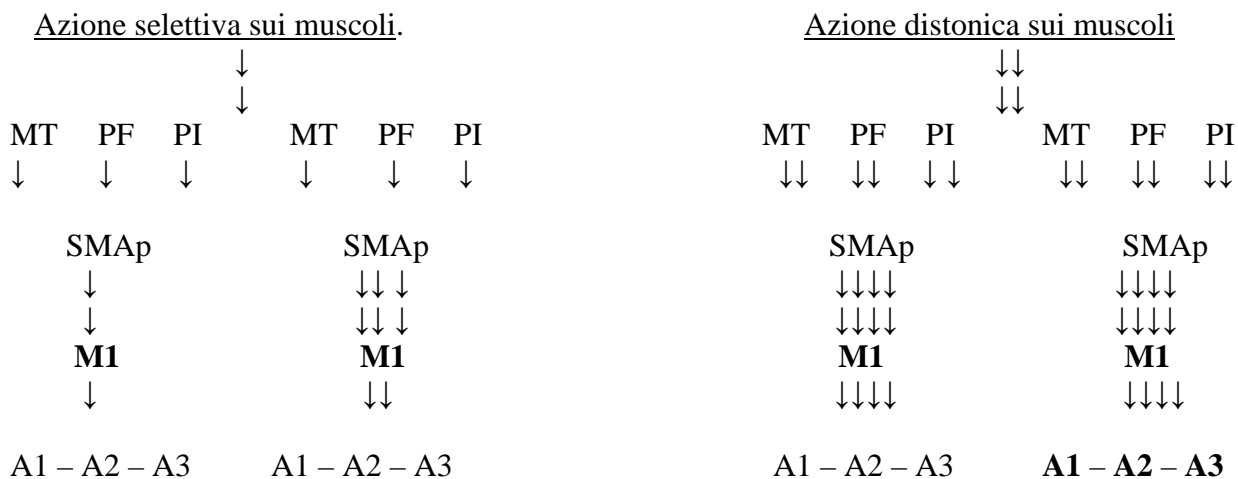 Azione selettiva sui muscoli. Azione distonica sui muscoli
↓ ↓↓
↓ ↓↓
MT PF PI MT PF PI MT PF PI MT PF PI
↓ ↓ ↓ ↓ ↓ ↓ ↓↓ ↓↓ ↓ ↓ ↓↓ ↓↓ ↓↓
SMAp SMAp SMAp SMAp
↓ ↓↓ ↓ ↓↓↓↓ ↓↓↓↓
↓ ↓↓ ↓ ↓↓↓↓ ↓↓↓↓
M1 M1 M1 M1
↓ ↓↓ ↓↓↓↓ ↓↓↓↓
A1 – A2 – A3 A1 – A2 – A3 A1 – A2 – A3 A1 – A2 – A3